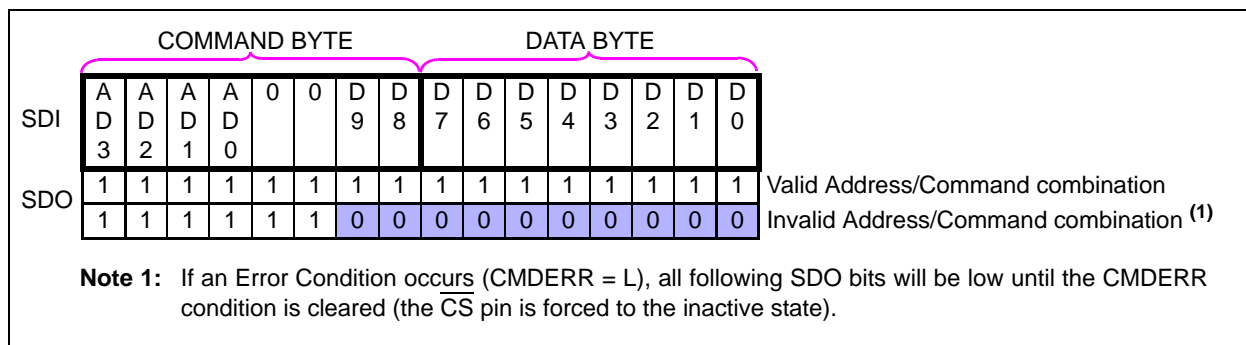 COMMAND BYTE DATA BYTE
SDI
A A A A 0 0 D D D D D D D D D D
D D D D 9 8 7 6 5 4 3 2 1 0
3 2 1 0
SDO
1 1 1 1 1 1 1 1 1 1 1 1 1 1 1 1 Valid Address/Command combination
1 1 1 1 1 1 0 0 0 0 0 0 0 0 0 0 Invalid Address/Command combination (1)
Note 1: If an Error Condition occurs (CMDERR = L), all following SDO bits will be low until the CMDERR
condition is cleared (the CS pin is forced to the inactive state).